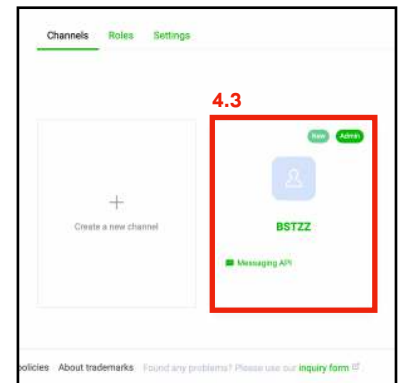 Channels Roles Settings
4.3
New Admin
+
Create a new channel
BSTZZ
Messaging API
policies About trademarks Found any problems? Please use our inquiry form